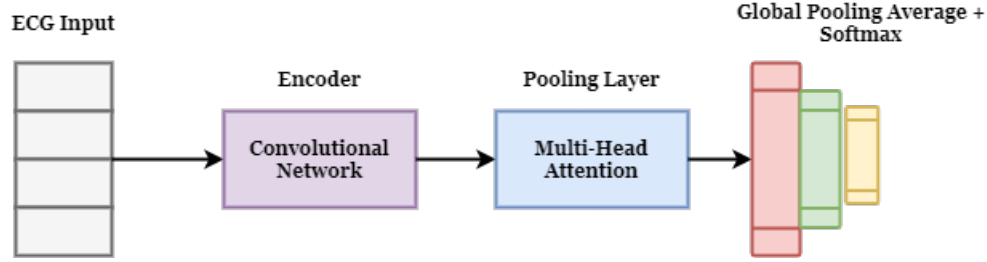 ECG Input
Encoder
Convolutional
Network
Pooling Layer
Multi-Head
Attention
Global Pooling Average +
Softmax